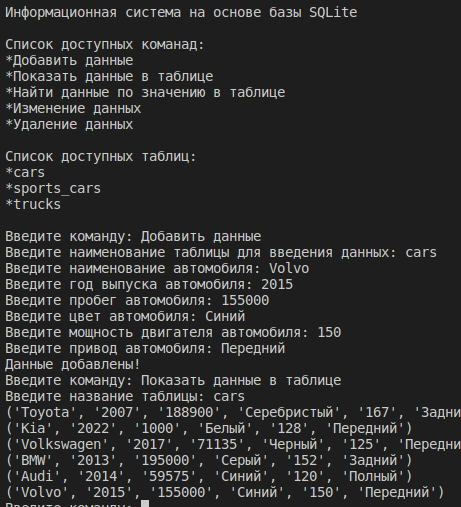 Информационная система на основе базы SQLite
Список доступных команад:
*Добавить данные
*Показать данные в таблице
*Найти данные по значению в таблице
*Изменение данных
*Удаление данных
Список доступных таблиц:
*cars
*sports_cars
*trucks
Введите команду: Добавить данные
Введите наименование таблицы для введения данных: cars
Введите наименование автомобиля: Volvo
Введите год выпуска автомобиля: 2015
Введите пробег автомобиля: 155000
Введите цвет автомобиля: Синий
Введите мощность двигателя автомобиля: 150
Введите привод автомобиля: Передний
Данные добавлены!
Введите команду: Показать данные в таблице
Введите название таблицы: cars
('Toyota', '2007', '188900', 'Серебристый', '167', 'Задни
('Kia', '2022', '1000', 'Белый', '128', 'Передний')
('Volkswagen', '2017', '71135', 'Черный', '125', 'Передни
('BMW', '2013', '195000', 'Серый', '152', 'Задний')
('Audi', '2014', '59575', 'Синий', '120', 'Полный')
('Volvo', '2015', '155000', 'Синий', '150', 'Передний')
Введите команду: